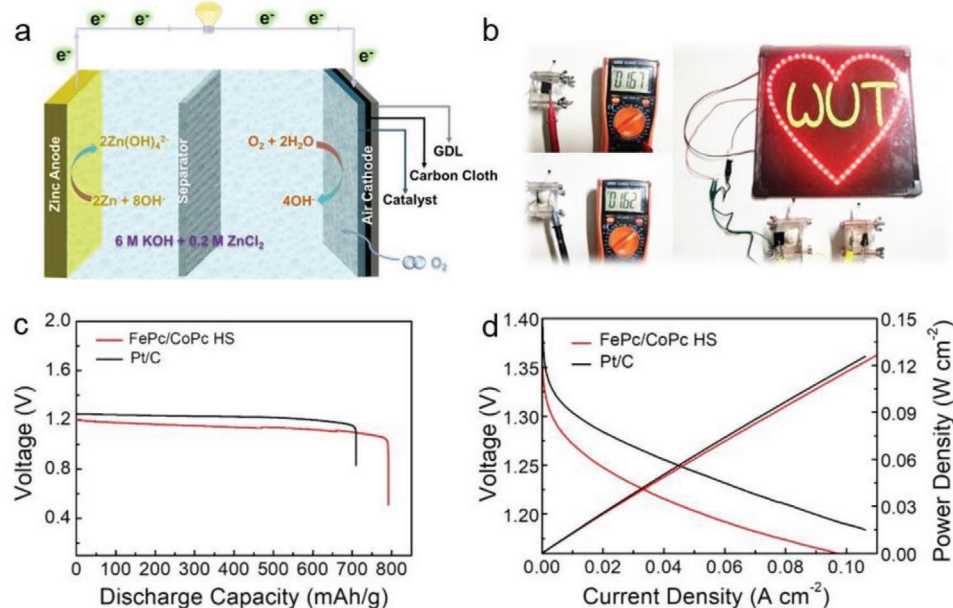 a
e⁻ e⁻ e⁻ e⁻ e⁻ e⁻
Zinc Anode
2Zn(OH)₄²⁻
2Zn + 8OH⁻
Separator
O₂ + 2H₂O
4OH⁻
Air Cathode
GDL
Carbon Cloth
Catalyst
6 M KOH + 0.2 M ZnCl₂
O₂
b
0.167
0.162
WUT
c
2.0
1.6
1.2
0.8
0.4
Voltage (V)
FePc/CoPc HS
Pt/C
0 100 200 300 400 500 600 700 800
Discharge Capacity (mAh/g)
d
1.40
1.35
1.30
1.25
1.20
Voltage (V)
FePc/CoPc HS
Pt/C
0.15
0.12
0.09
0.06
0.03
0.00
Power Density (W cm⁻²)
0.00 0.02 0.04 0.06 0.08 0.10
Current Density (A cm⁻²)